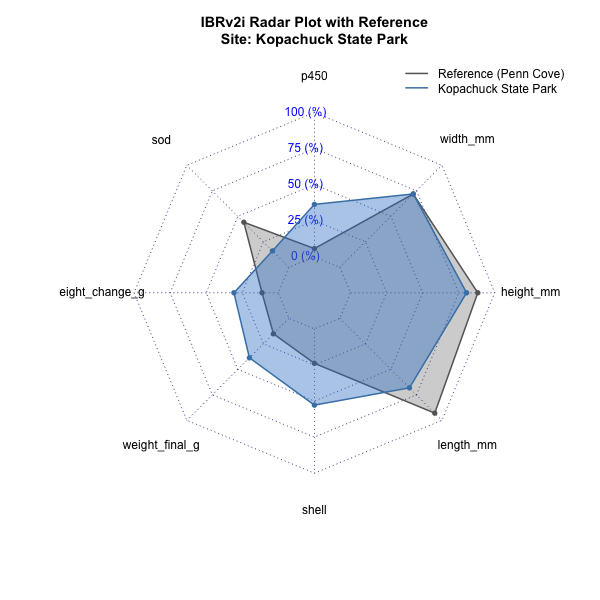 IBRv2i Radar Plot with Reference
Site: Kopachuck State Park
Reference (Penn Cove)
Kopachuck State Park
p450
100 (%)
75 (%)
50 (%)
25 (%)
0 (%)
sod
width_mm
eight_change_g
height_mm
weight_final_g
length_mm
shell